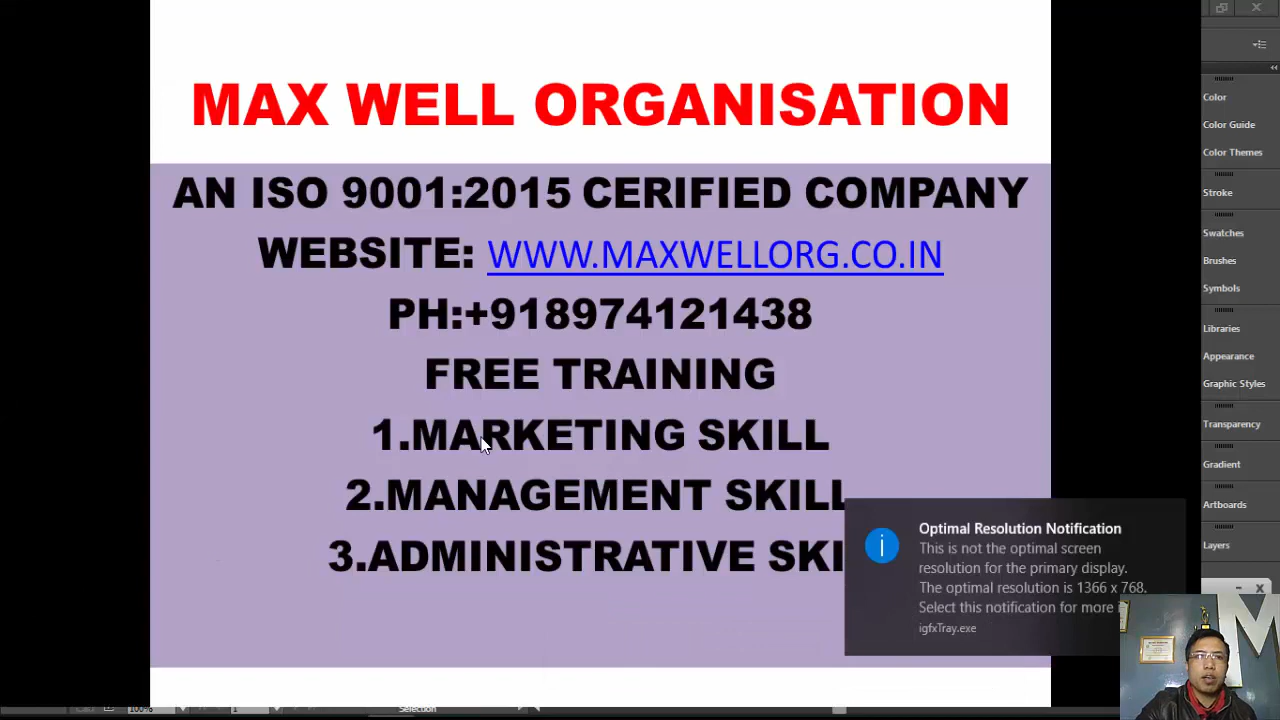 MAX WELL ORGANISATION
AN ISO 9001:2015 CERIFIED COMPANY
WEBSITE: WWW.MAXWELLORG.CO.IN
PH:+918974121438
FREE TRAINING
1.MARKETING SKILL
2.MANAGEMENT SKILL
3.ADMINISTRATIVE SKI
Optimal Resolution Notification
This is not the optimal screen
resolution for the primary display.
The optimal resolution is 1366 x 768.
Select this notification for more i
igfxTray.exe
Color
Color Guide
Color Themes
Stroke
Swatches
Brushes
Symbols
Libraries
Appearance
Graphic Styles
Transparency
Gradient
Artboards
Layers
M
100%
1
Selection